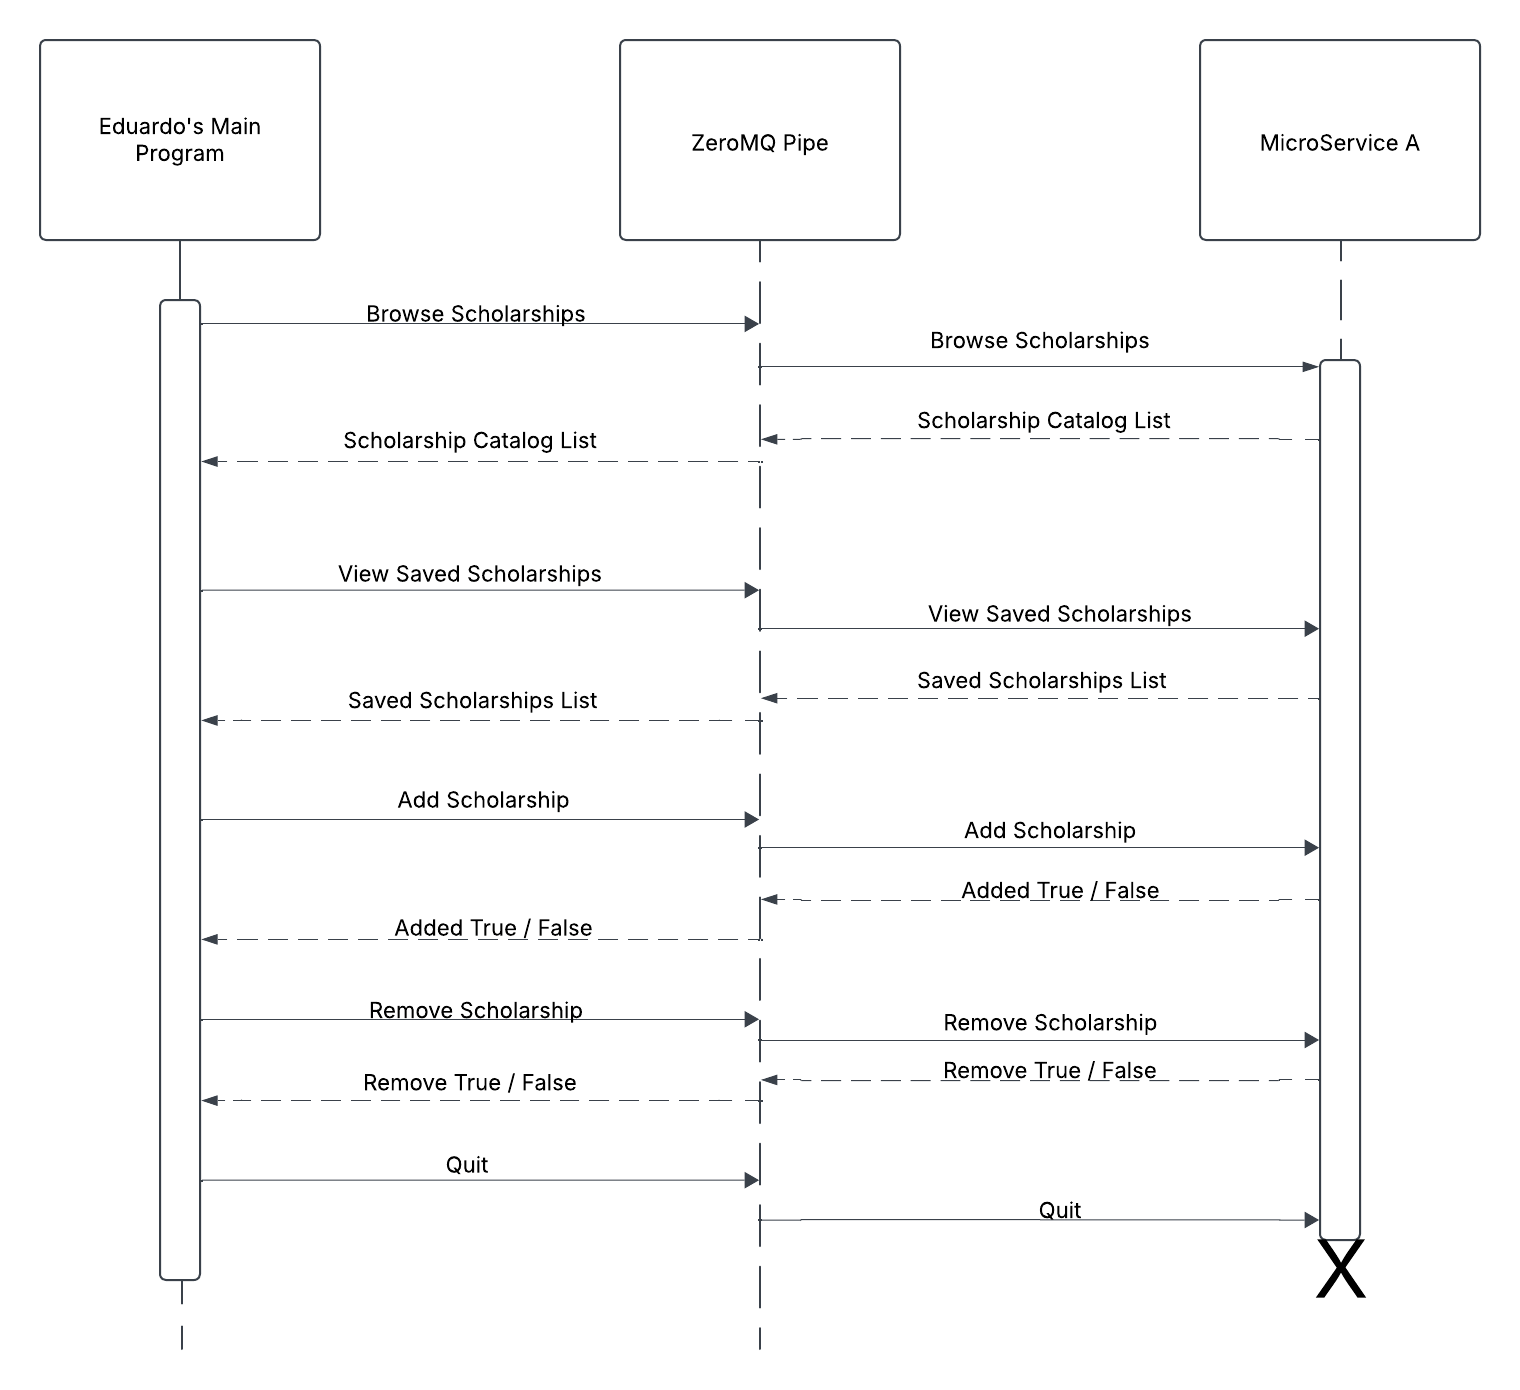 Eduardo's Main
Program
ZeroMQ Pipe
MicroService A
Browse Scholarships
Browse Scholarships
Scholarship Catalog List
Scholarship Catalog List
View Saved Scholarships
View Saved Scholarships
Saved Scholarships List
Saved Scholarships List
Add Scholarship
Add Scholarship
Added True / False
Added True / False
Remove Scholarship
Remove Scholarship
Remove True / False
Remove True / False
Quit
Quit
X